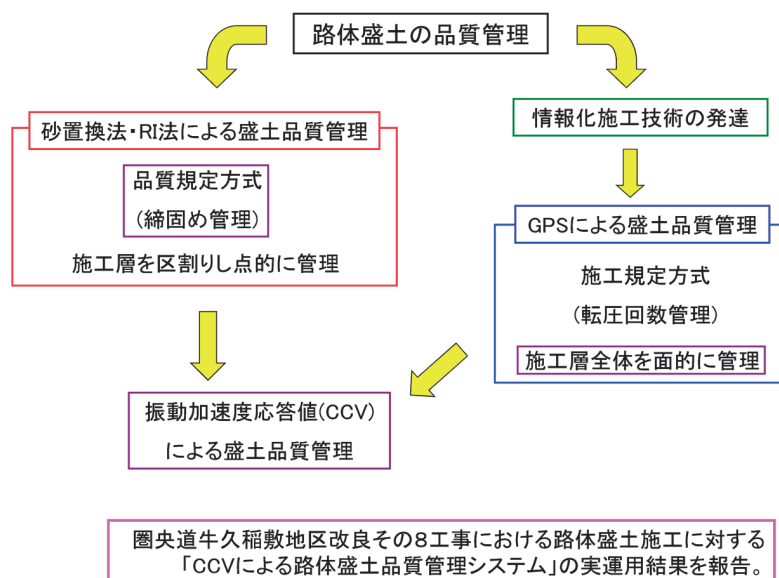 路体盛土の品質管理
砂置換法・RI法による盛土品質管理
品質規定方式
(締固め管理)
施工層を区割りし点的に管理
情報化施工技術の発達
GPSによる盛土品質管理
施工規定方式
(転圧回数管理)
施工層全体を面的に管理
振動加速度応答値(CCV)
による盛土品質管理
圏央道牛久稲敷地区改良その8工事における路体盛土施工に対する
「CCVによる路体盛土品質管理システム」の実運用結果を報告。